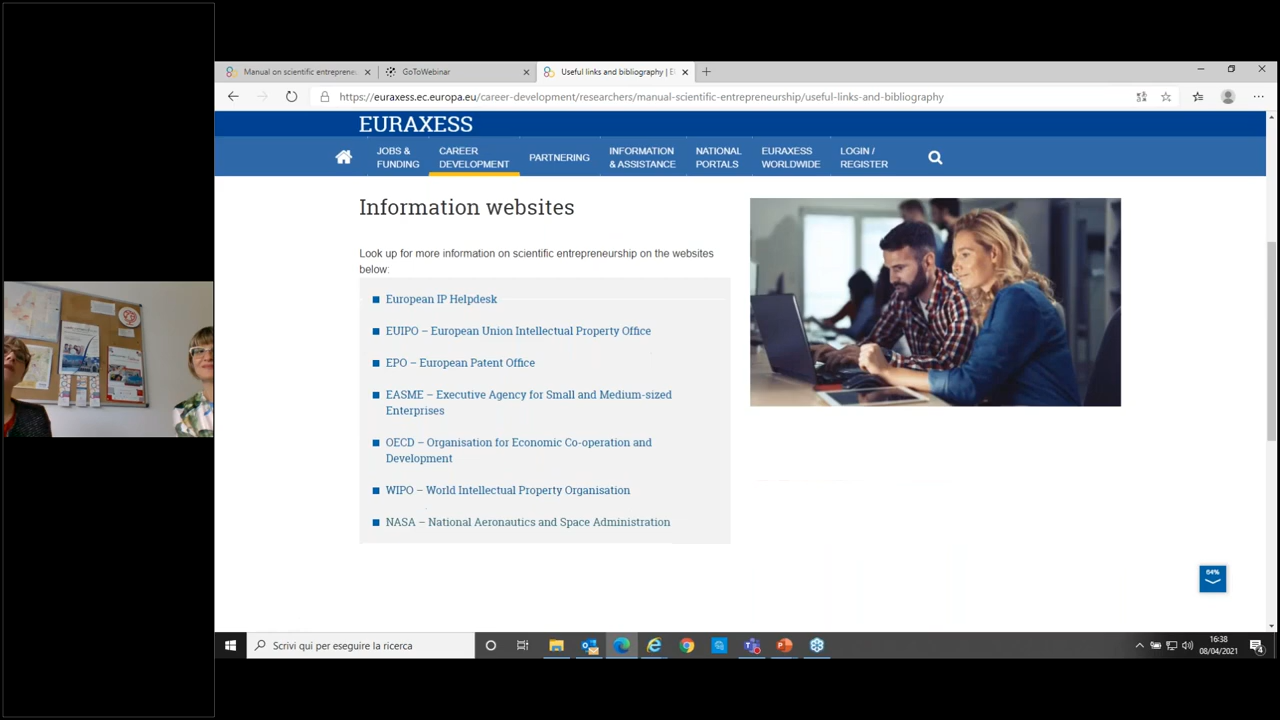 Manual on scientific entreprene
GoToWebinar
Useful links and bibliography | E
https://euraxess.ec.europa.eu/career-development/researchers/manual-scientific-entrepreneurship/useful-links-and-bibliography
EURAXESS
JOBS &
FUNDING
CAREER
DEVELOPMENT
PARTNERING
INFORMATION
& ASSISTANCE
NATIONAL
PORTALS
EURAXESS
WORLDWIDE
LOGIN /
REGISTER
Information websites
Look up for more information on scientific entrepreneurship on the websites
below:
European IP Helpdesk
EUIPO – European Union Intellectual Property Office
EPO – European Patent Office
EASME – Executive Agency for Small and Medium-sized
Enterprises
OECD – Organisation for Economic Co-operation and
Development
WIPO – World Intellectual Property Organisation
NASA – National Aeronautics and Space Administration
64%
Scrivi qui per eseguire la ricerca
16:38
08/04/2021
4